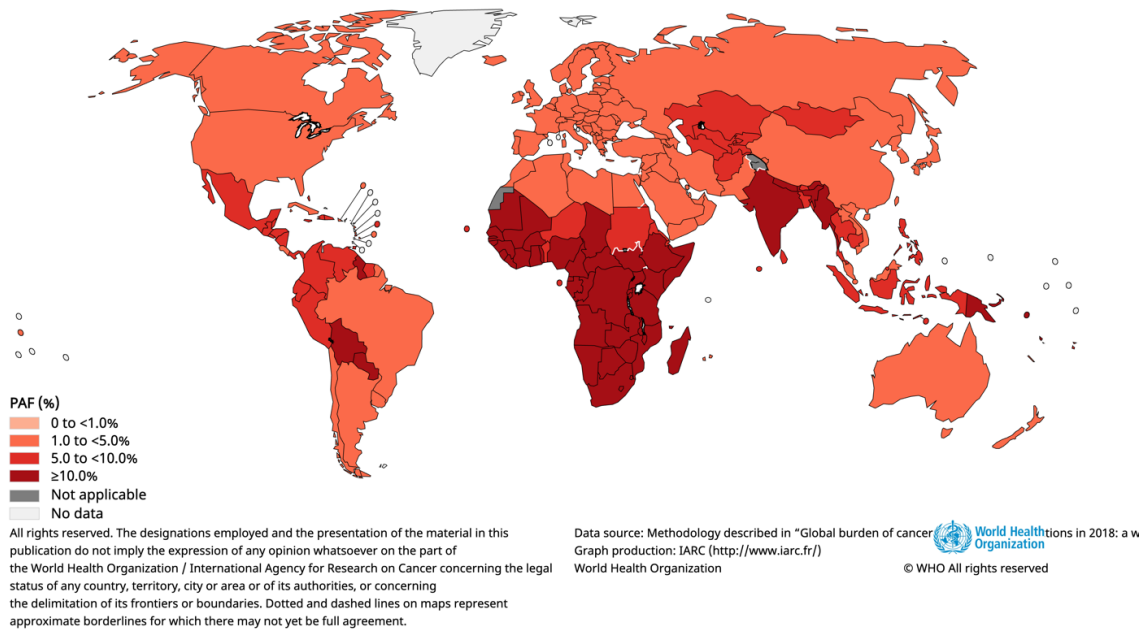 PAF (%)
0 to <1.0%
1.0 to <5.0%
5.0 to <10.0%
≥10.0%
Not applicable
No data
All rights reserved. The designations employed and the presentation of the material in this
publication do not imply the expression of any opinion whatsoever on the part of
the World Health Organization / International Agency for Research on Cancer concerning the legal
status of any country, territory, city or area or of its authorities, or concerning
the delimitation of its frontiers or boundaries. Dotted and dashed lines on maps represent
approximate borderlines for which there may not yet be full agreement.
Data source: Methodology described in “Global burden of cancer tions in 2018: a w
Graph production: IARC (http://www.iarc.fr/)
World Health Organization
World Health
Organization
© WHO All rights reserved